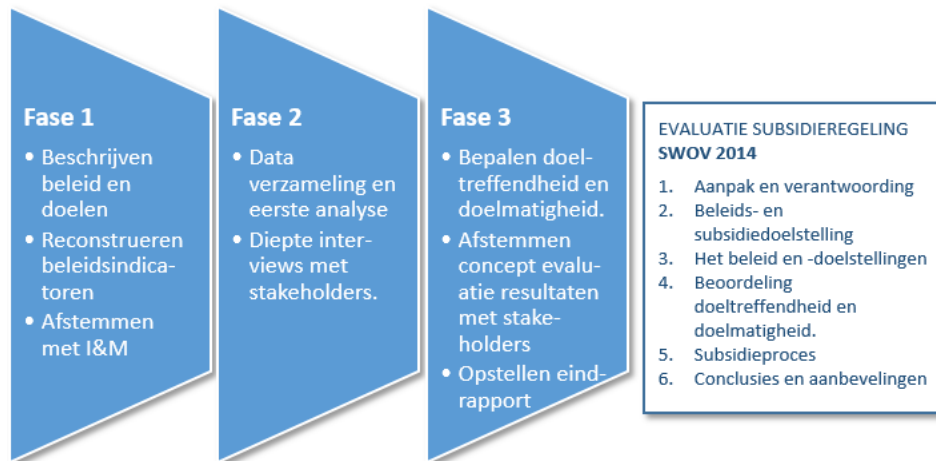 Fase 1
• Beschrijven
beleid en
doelen
• Reconstrueren
beleidsindica-
toren
• Afstemmen
met I&M
Fase 2
• Data
verzameling en
eerste analyse
• Diepte inter-
views met
stakeholders.
Fase 3
• Bepalen doel-
treffendheid en
doelmatigheid.
• Afstemmen
concept evalu-
atie resultaten
met stake-
holders
• Opstellen eind-
rapport
EVALUATIE SUBSIDIEREGELING
SWOV 2014
1. Aanpak en verantwoording
2. Beleids- en
subsidiedoelstelling
3. Het beleid en -doelstellingen
4. Beoordeling
doeltreffendheid en
doelmatigheid.
5. Subsidieproces
6. Conclusies en aanbevelingen